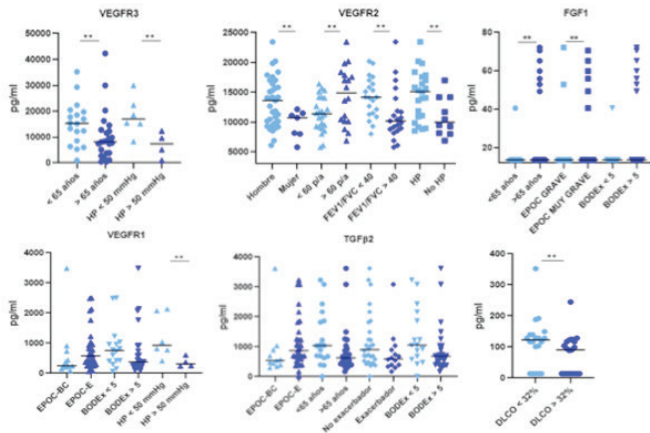 VEGFR3
pg/ml
50000
40000
30000
20000
10000
0
**
**
< 65 años
> 65 años
HP < 50 mmHg
HP > 50 mmHg
VEGFR2
pg/ml
25000
20000
15000
10000
5000
**
**
**
**
Hombre
Mujer
< 60 p/a
> 60 p/a
FEV1/FVC < 40
FEV1/FVC > 40
HP
No HP
FGF1
pg/ml
80
60
40
20
**
**
<65 años
>65 años
EPOC GRAVE
EPOC MUY GRAVE
BODEx < 5
BODEx > 5
VEGFR1
pg/ml
4000
3000
2000
1000
0
**
EPOC-BC
EPOC-E
BODEx < 5
BODEx > 5
HP < 50 mmHg
HP > 50 mmHg
TGFβ2
pg/ml
4000
3000
2000
1000
0
EPOC-BC
EPOC-E
<65 años
>65 años
No exacerbador
Exacerbador
BODEx < 5
BODEx > 5
pg/ml
400
300
200
100
0
**
DLCO < 32%
DLCO > 32%